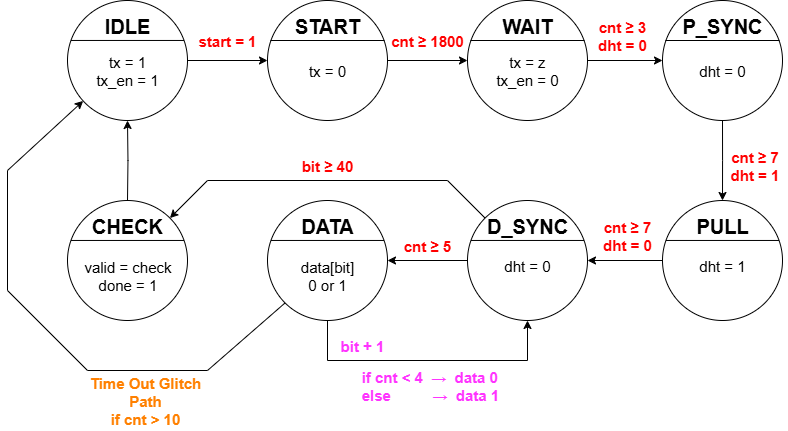 IDLE
tx = 1
tx_en = 1
start = 1
START
tx = 0
cnt ≥ 1800
WAIT
tx = z
tx_en = 0
cnt ≥ 3
dht = 0
P_SYNC
dht = 0
cnt ≥ 7
dht = 1
bit ≥ 40
CHECK
valid = check
done = 1
DATA
data[bit]
0 or 1
cnt ≥ 5
D_SYNC
dht = 0
cnt ≥ 7
dht = 0
PULL
dht = 1
bit + 1
if cnt < 4 → data 0
else → data 1
Time Out Glitch
Path
if cnt > 10